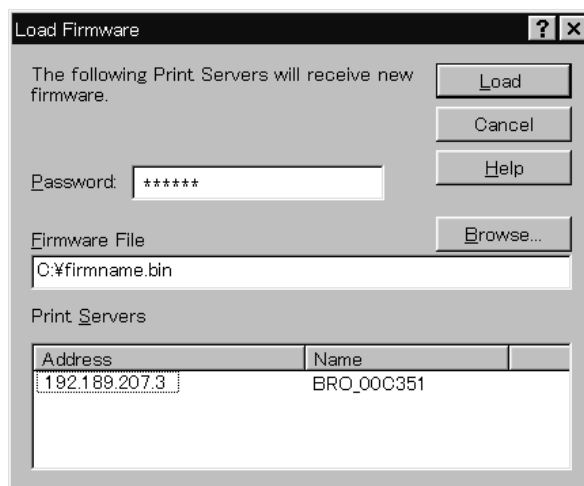 Load Firmware
? ×
The following Print Servers will receive new
firmware.
Load
Cancel
Help
Password: ******
Browse...
Firmware File
C:¥firmname.bin
Print Servers
Address Name
192.189.207.3 BRO_00C351